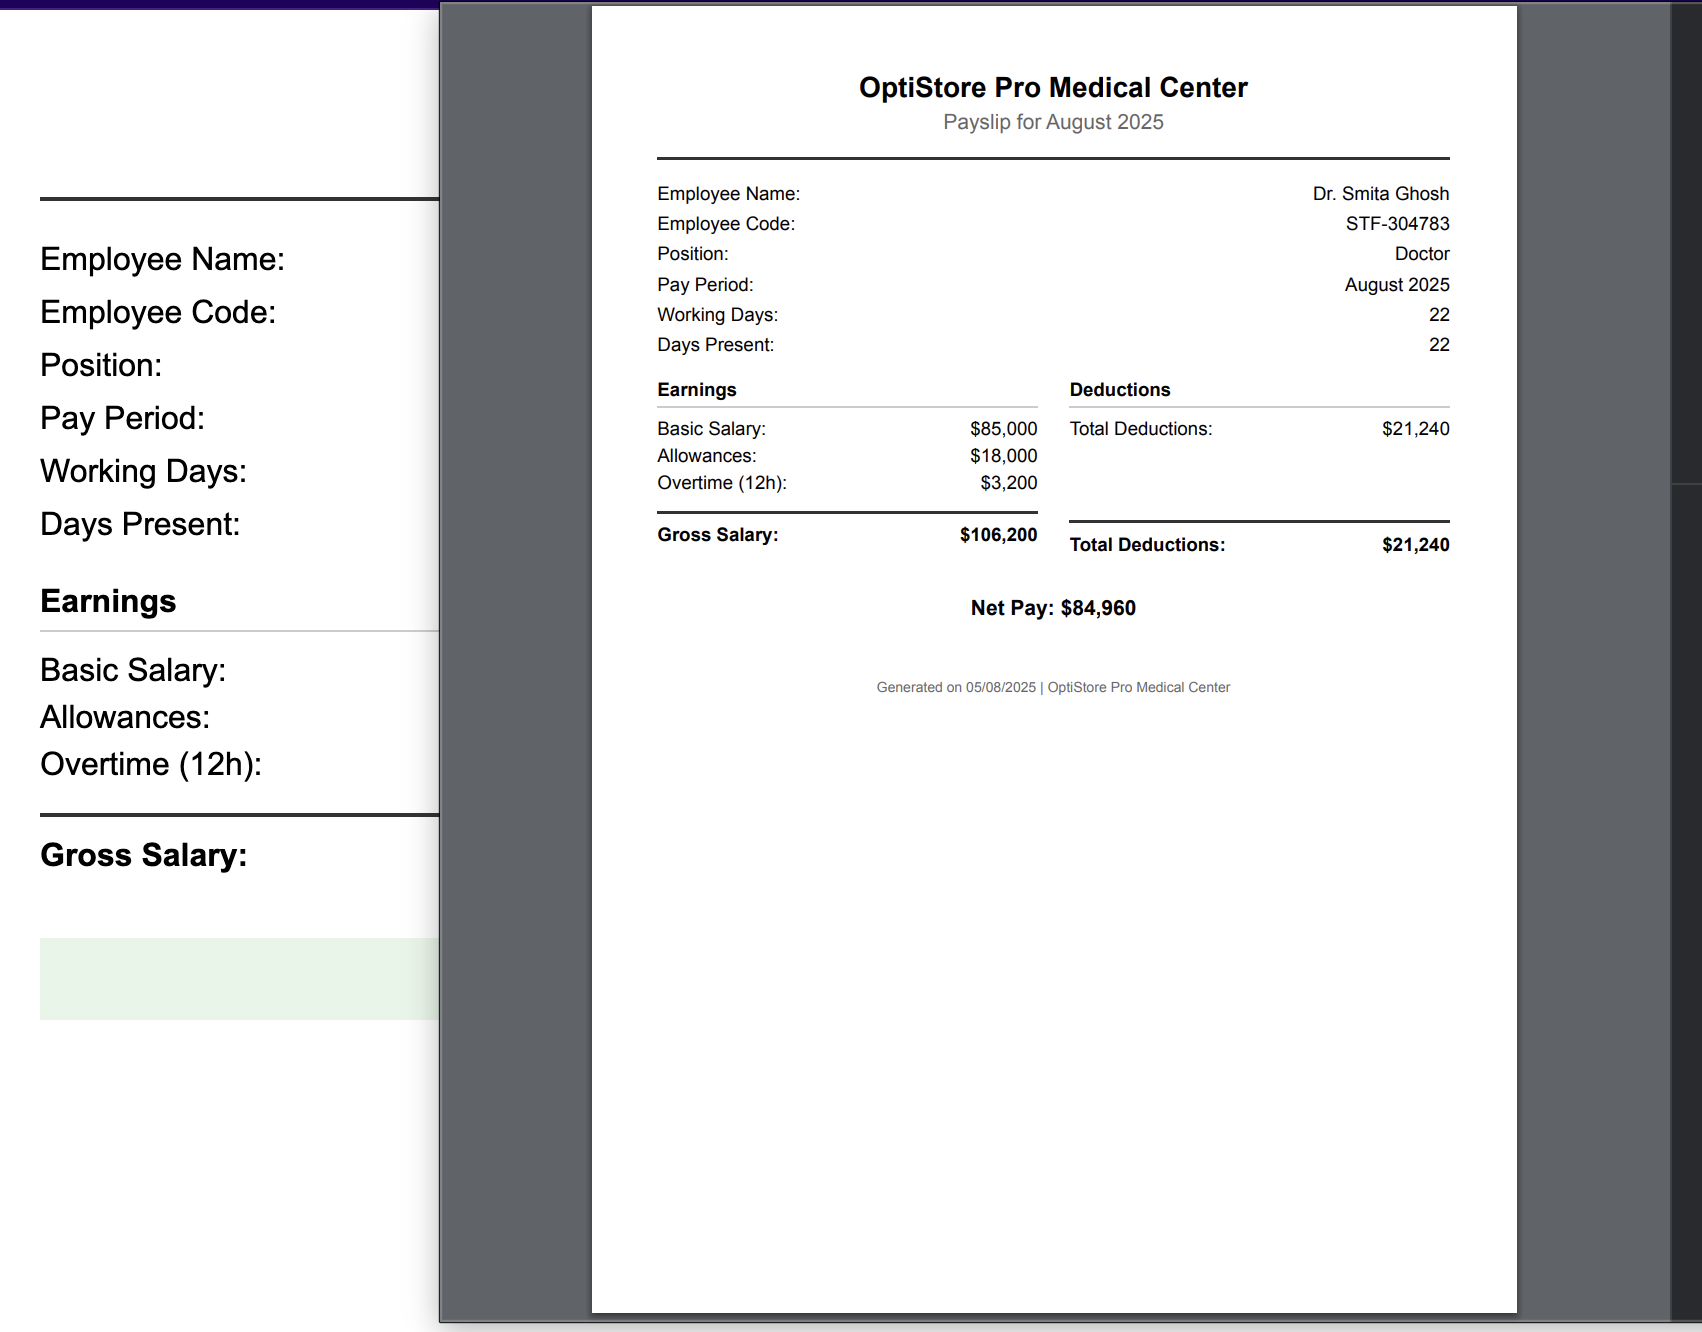 Employee Name:
Employee Code:
Position:
Pay Period:
Working Days:
Days Present:
Earnings
Basic Salary:
Allowances:
Overtime (12h):
Gross Salary:
OptiStore Pro Medical Center
Payslip for August 2025
Employee Name: Dr. Smita Ghosh
Employee Code: STF-304783
Position: Doctor
Pay Period: August 2025
Working Days: 22
Days Present: 22
Earnings
Basic Salary: $85,000
Allowances: $18,000
Overtime (12h): $3,200
Gross Salary: $106,200
Deductions
Total Deductions: $21,240
Total Deductions: $21,240
Net Pay: $84,960
Generated on 05/08/2025 | OptiStore Pro Medical Center